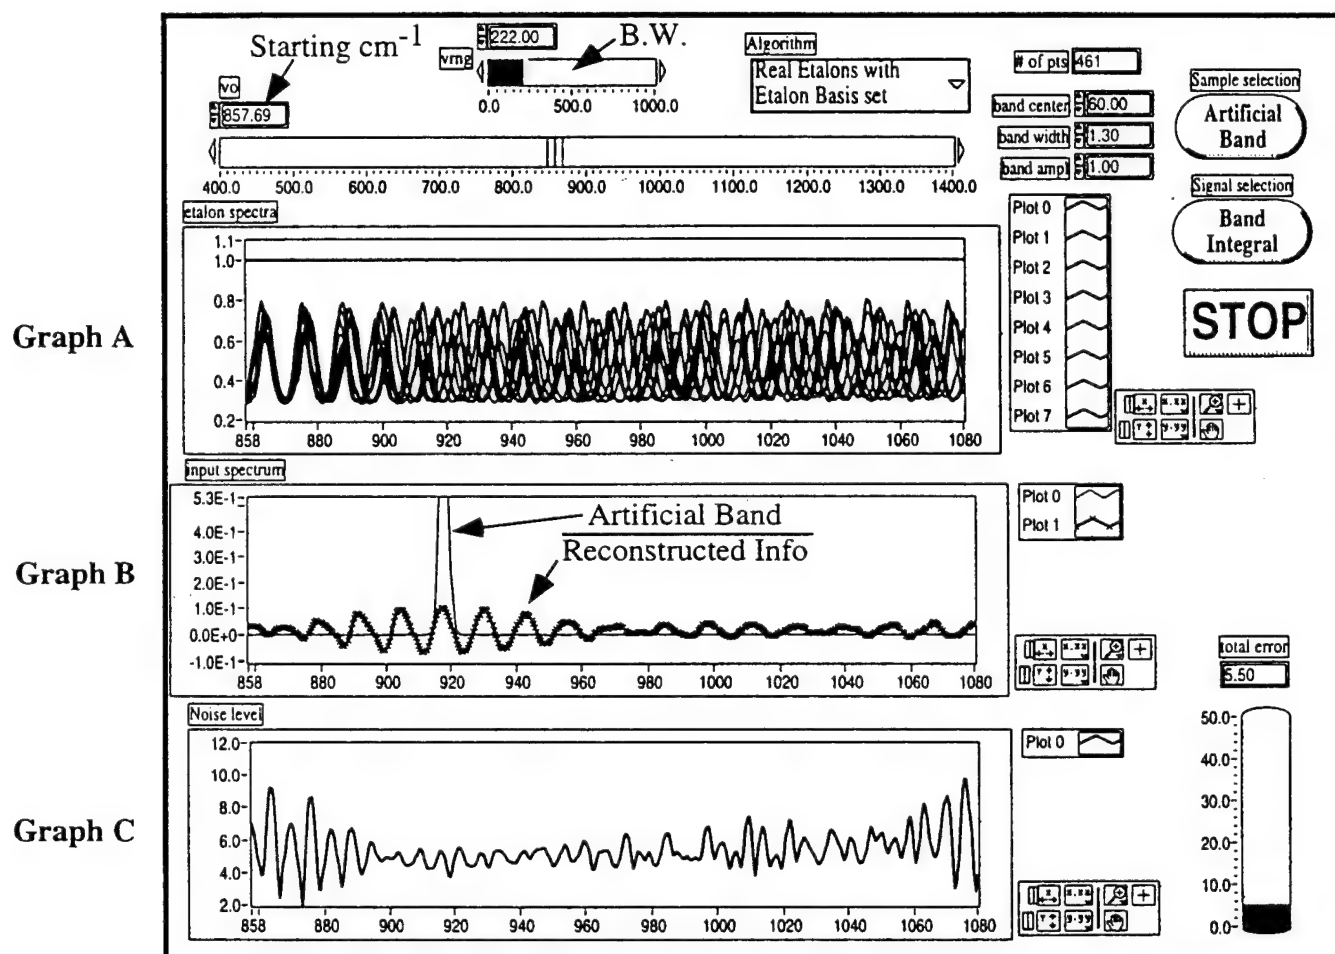 Starting cm-1
vo
857.69
222.00
vrng
B.W.
0.0 500.0 1000.0
Algorithm
Real Etalons with
Etalon Basis set
# of pts 461
band center 60.00
band width 1.30
band ampl 1.00
Sample selection
Artificial
Band
Signal selection
Band
Integral
STOP
400.0 500.0 600.0 700.0 800.0 900.0 1000.0 1100.0 1200.0 1300.0 1400.0
etalon spectra
Graph A
1.1
1.0
0.8
0.6
0.4
0.2
858 880 900 920 940 960 980 1000 1020 1040 1060 1080
Plot 0
Plot 1
Plot 2
Plot 3
Plot 4
Plot 5
Plot 6
Plot 7
x.xx
y.yy
input spectrum
Graph B
5.3E-1
4.0E-1
3.0E-1
2.0E-1
1.0E-1
0.0E+0
-1.0E-1
Artificial Band
Reconstructed Info
858 880 900 920 940 960 980 1000 1020 1040 1060 1080
Plot 0
Plot 1
x.xx
y.yy
total error
5.50
50.0
40.0
30.0
20.0
10.0
0.0
Noise level
Graph C
12.0
10.0
8.0
6.0
4.0
2.0
858 880 900 920 940 960 980 1000 1020 1040 1060 1080
Plot 0
x.xx
y.yy